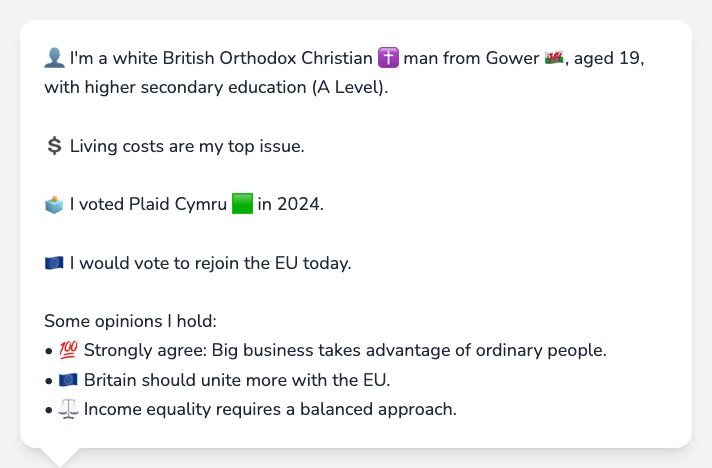 👤 I'm a white British Orthodox Christian ✝️ man from Gower 🏴󠁧󠁢󠁷󠁬󠁳󠁿, aged 19,
with higher secondary education (A Level).
💲 Living costs are my top issue.
🗳️ I voted Plaid Cymru 🟩 in 2024.
🇪🇺 I would vote to rejoin the EU today.
Some opinions I hold:
• 💯 Strongly agree: Big business takes advantage of ordinary people.
• 🇪🇺 Britain should unite more with the EU.
• ⚖️ Income equality requires a balanced approach.